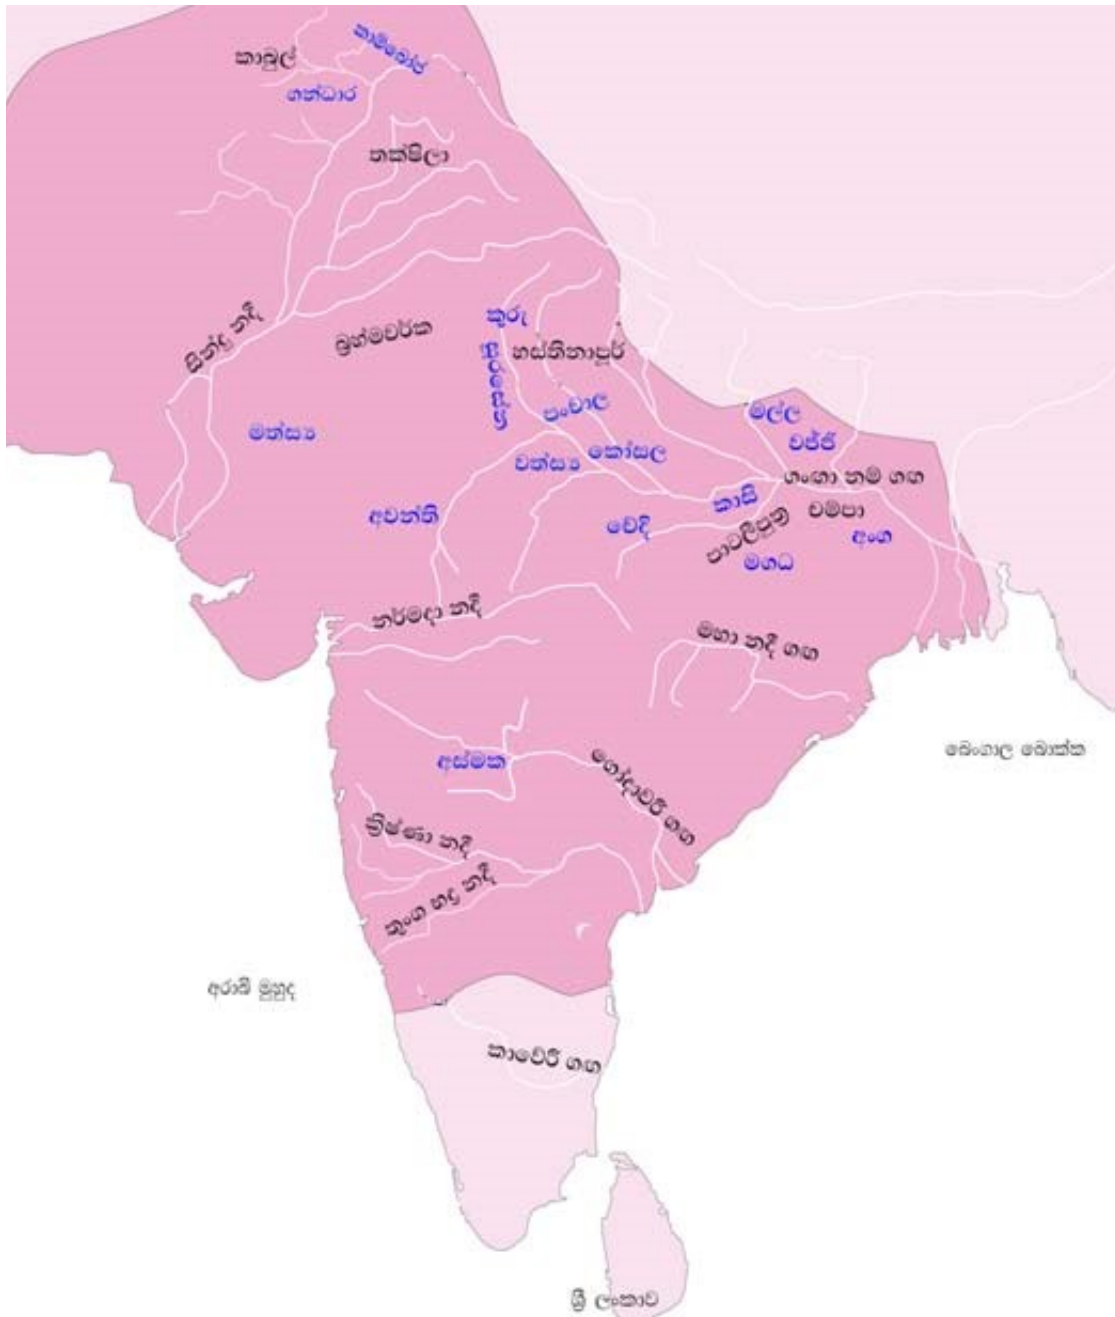 කාම්බෝජ
කාබුල්
ගන්ධාර
තක්ෂිලා
සින්දු නදී
බ්‍රහ්මවර්ක
කුරු
හස්තිනාපූර්
පංචාල
මල්ල
මත්ස්‍ය
වජ්ජි
වත්ස්‍ය
කෝසල
ගංඟා නම් ගඟ
කාසි
අවන්ති
චේදි
චම්පා
පාටලීපුත්‍ර
අංග
මගධ
නර්මදා නදී
මහා නදී ගඟ
බෙංගාල බොක්ක
අස්මක
ගෝදාවරී ගඟ
ක්‍රිෂ්ණා නදී
තුංග භද්‍ර නදී
අරාබි මුහුද
කාවේරී ගඟ
ශ්‍රී ලංකාව